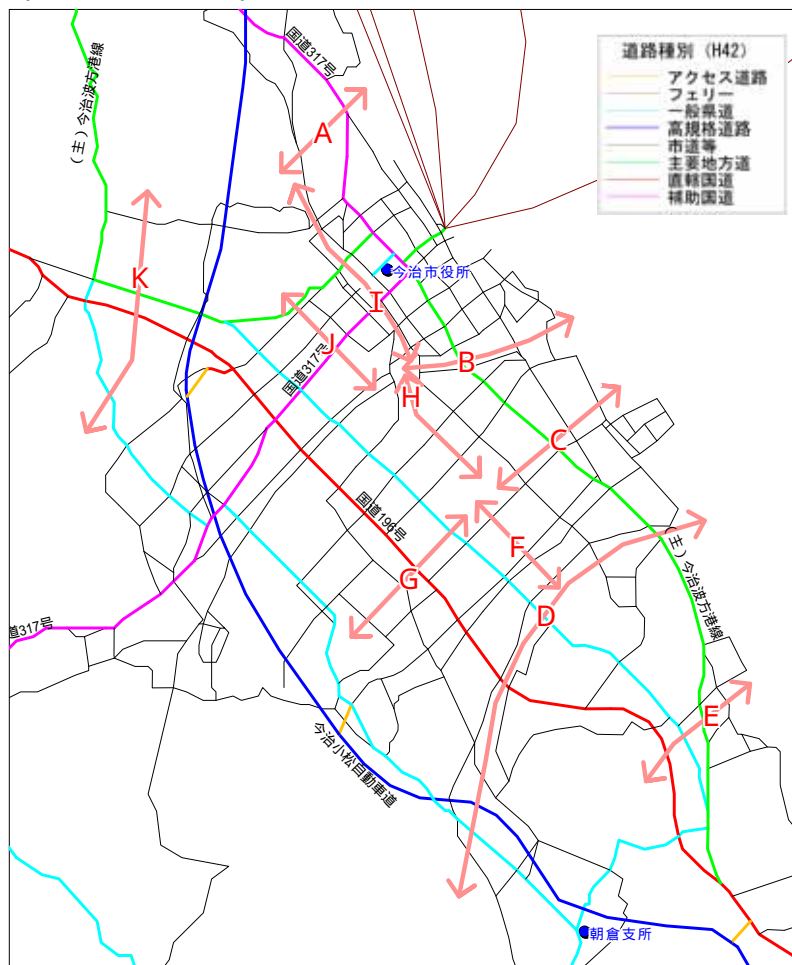 道路種別 (H42)
アクセス道路
フェリー
一般県道
高規格道路
市道等
主要地方道
直轄国道
補助国道
国道317号
(主)今治波方港線
A
K
今治市役所
I
J
B
国道317号
H
C
国道196号
F
G
(主)今治波方港線
D
道317号
E
今治小松自動車道
朝倉支所